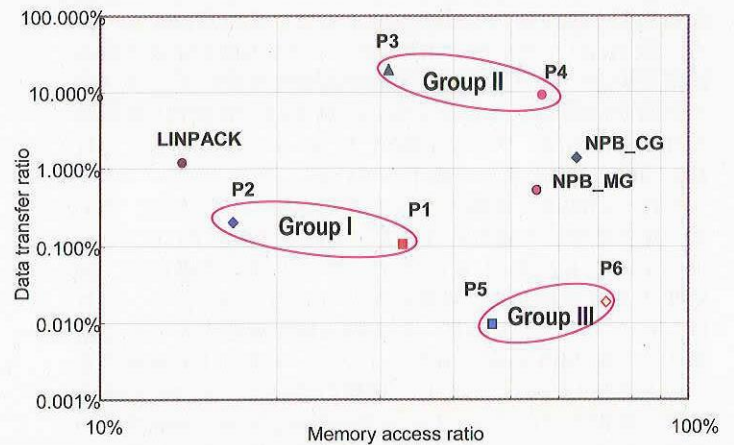 100.000%
P3
Group II
P4
10.000%
LINPACK
NPB_CG
1.000%
NPB_MG
P2
P1
Group I
0.100%
P6
P5
Group III
0.010%
0.001%
10%
100%
Memory access ratio
Data transfer ratio